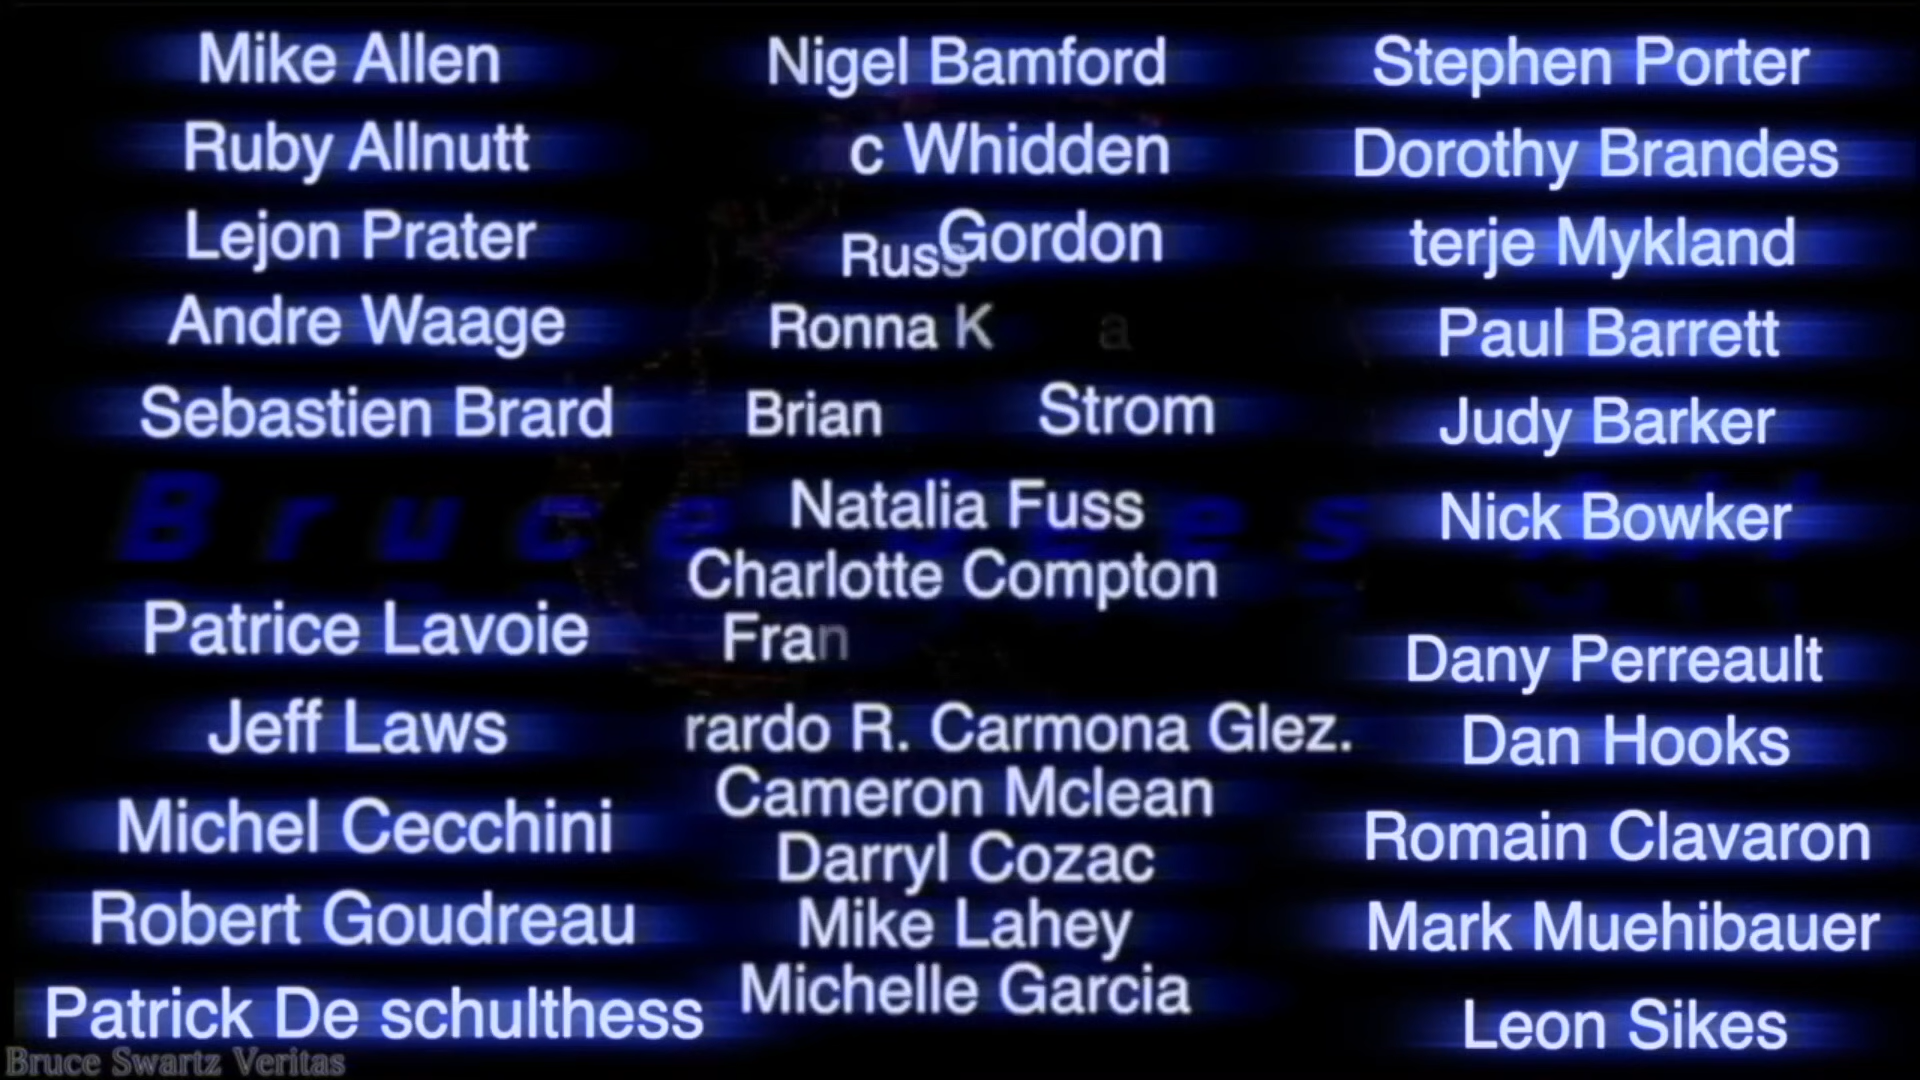 Mike Allen
Ruby Allnutt
Lejon Prater
Andre Waage
Sebastien Brard
Patrice Lavoie
Jeff Laws
Michel Cecchini
Robert Goudreau
Patrick De schulthess
Nigel Bamford
c Whidden
Russ Gordon
Ronna K a
Brian Strom
Natalia Fuss
Charlotte Compton
Fran
rardo R. Carmona Glez.
Cameron Mclean
Darryl Cozac
Mike Lahey
Michelle Garcia
Stephen Porter
Dorothy Brandes
terje Mykland
Paul Barrett
Judy Barker
Nick Bowker
Dany Perreault
Dan Hooks
Romain Clavaron
Mark Muehibauer
Leon Sikes
Bruce Sees All
Bruce Swartz Veritas